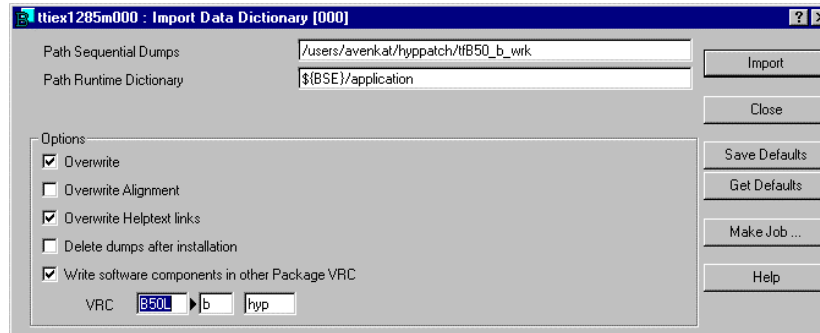 ttiex1285m000 : Import Data Dictionary [000]
Path Sequential Dumps /users/avenkat/hyppatch/tfB50_b_wrk
Path Runtime Dictionary ${BSE}/application
Import
Close
Options
Overwrite
Save Defaults
Overwrite Alignment
Get Defaults
Overwrite Helptext links
Delete dumps after installation
Make Job ...
Write software components in other Package VRC
Help
VRC B50L b hyp